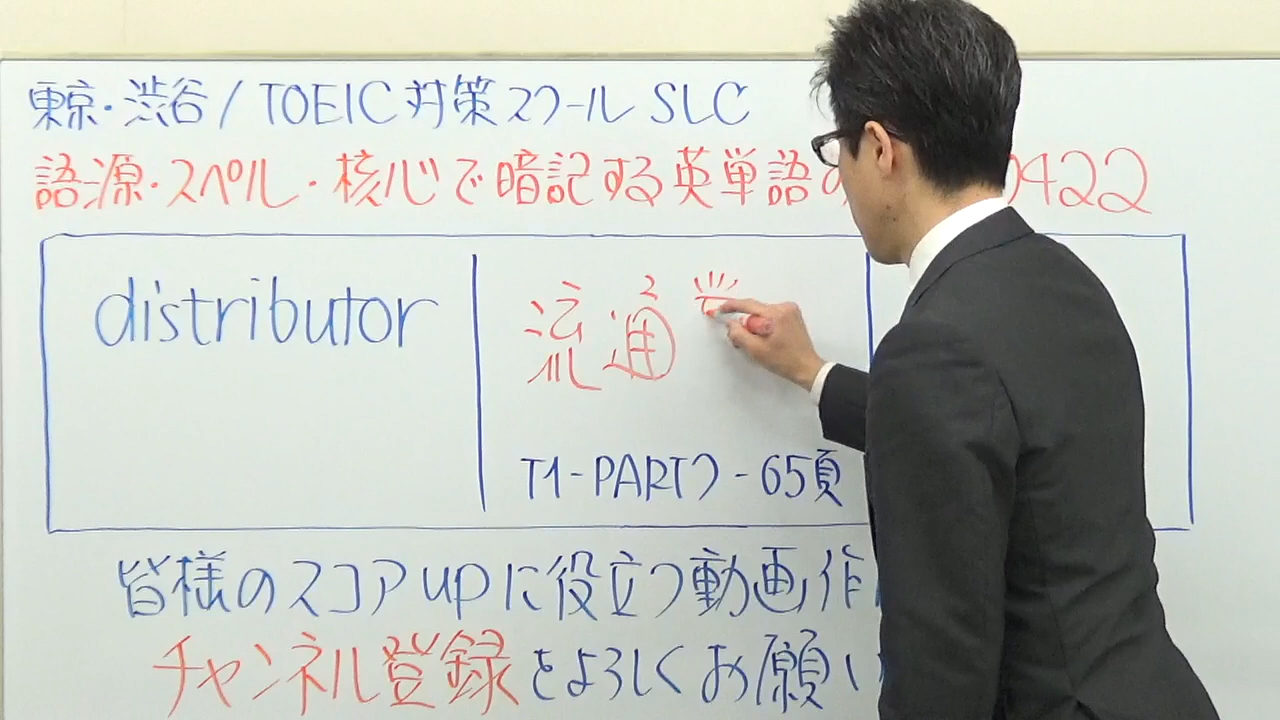 東京・渋谷/TOEIC対策スクールSLC
語源・スペル・核心で暗記する英単語 0422
distributor
流通
T1-PART7-65頁
皆様のスコアupに役立つ動画作
チャンネル登録をよろしくお願い